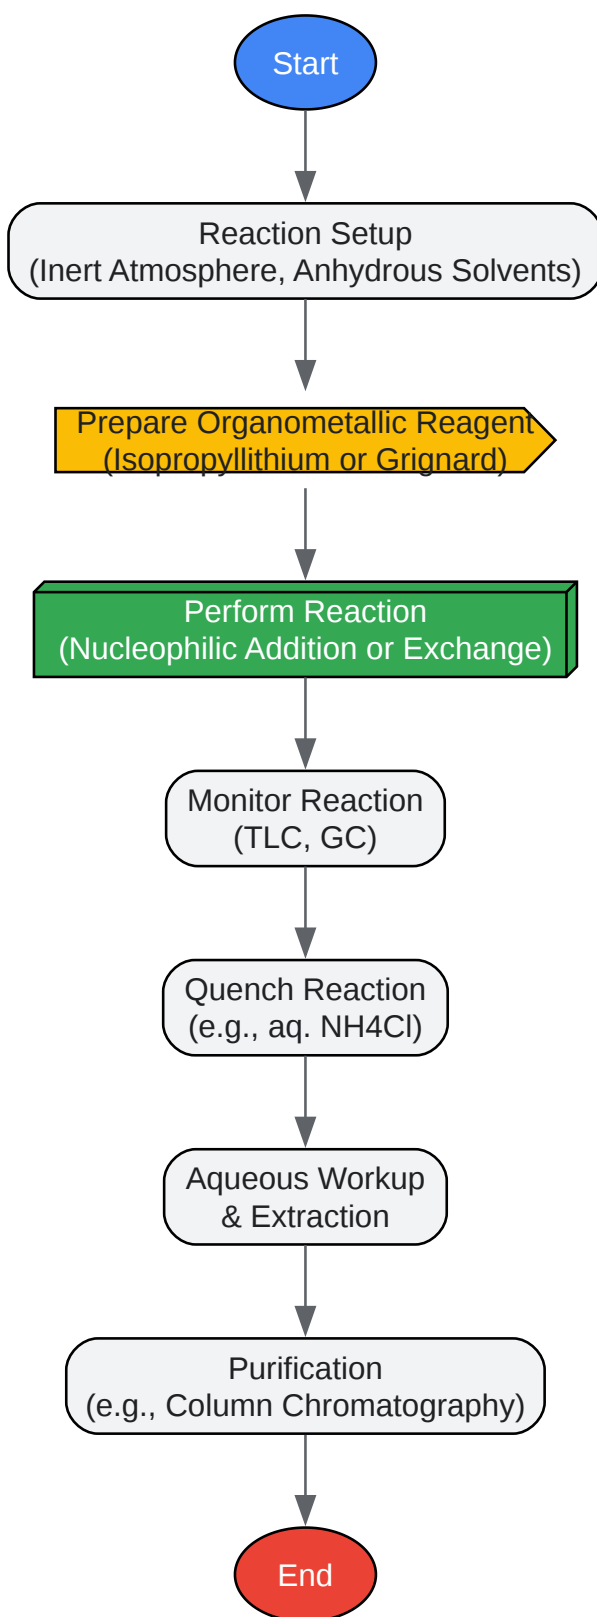 Start
Reaction Setup
(Inert Atmosphere, Anhydrous Solvents)
Prepare Organometallic Reagent
(Isopropyllithium or Grignard)
Perform Reaction
(Nucleophilic Addition or Exchange)
Monitor Reaction
(TLC, GC)
Quench Reaction
(e.g., aq. NH4Cl)
Aqueous Workup
& Extraction
Purification
(e.g., Column Chromatography)
End